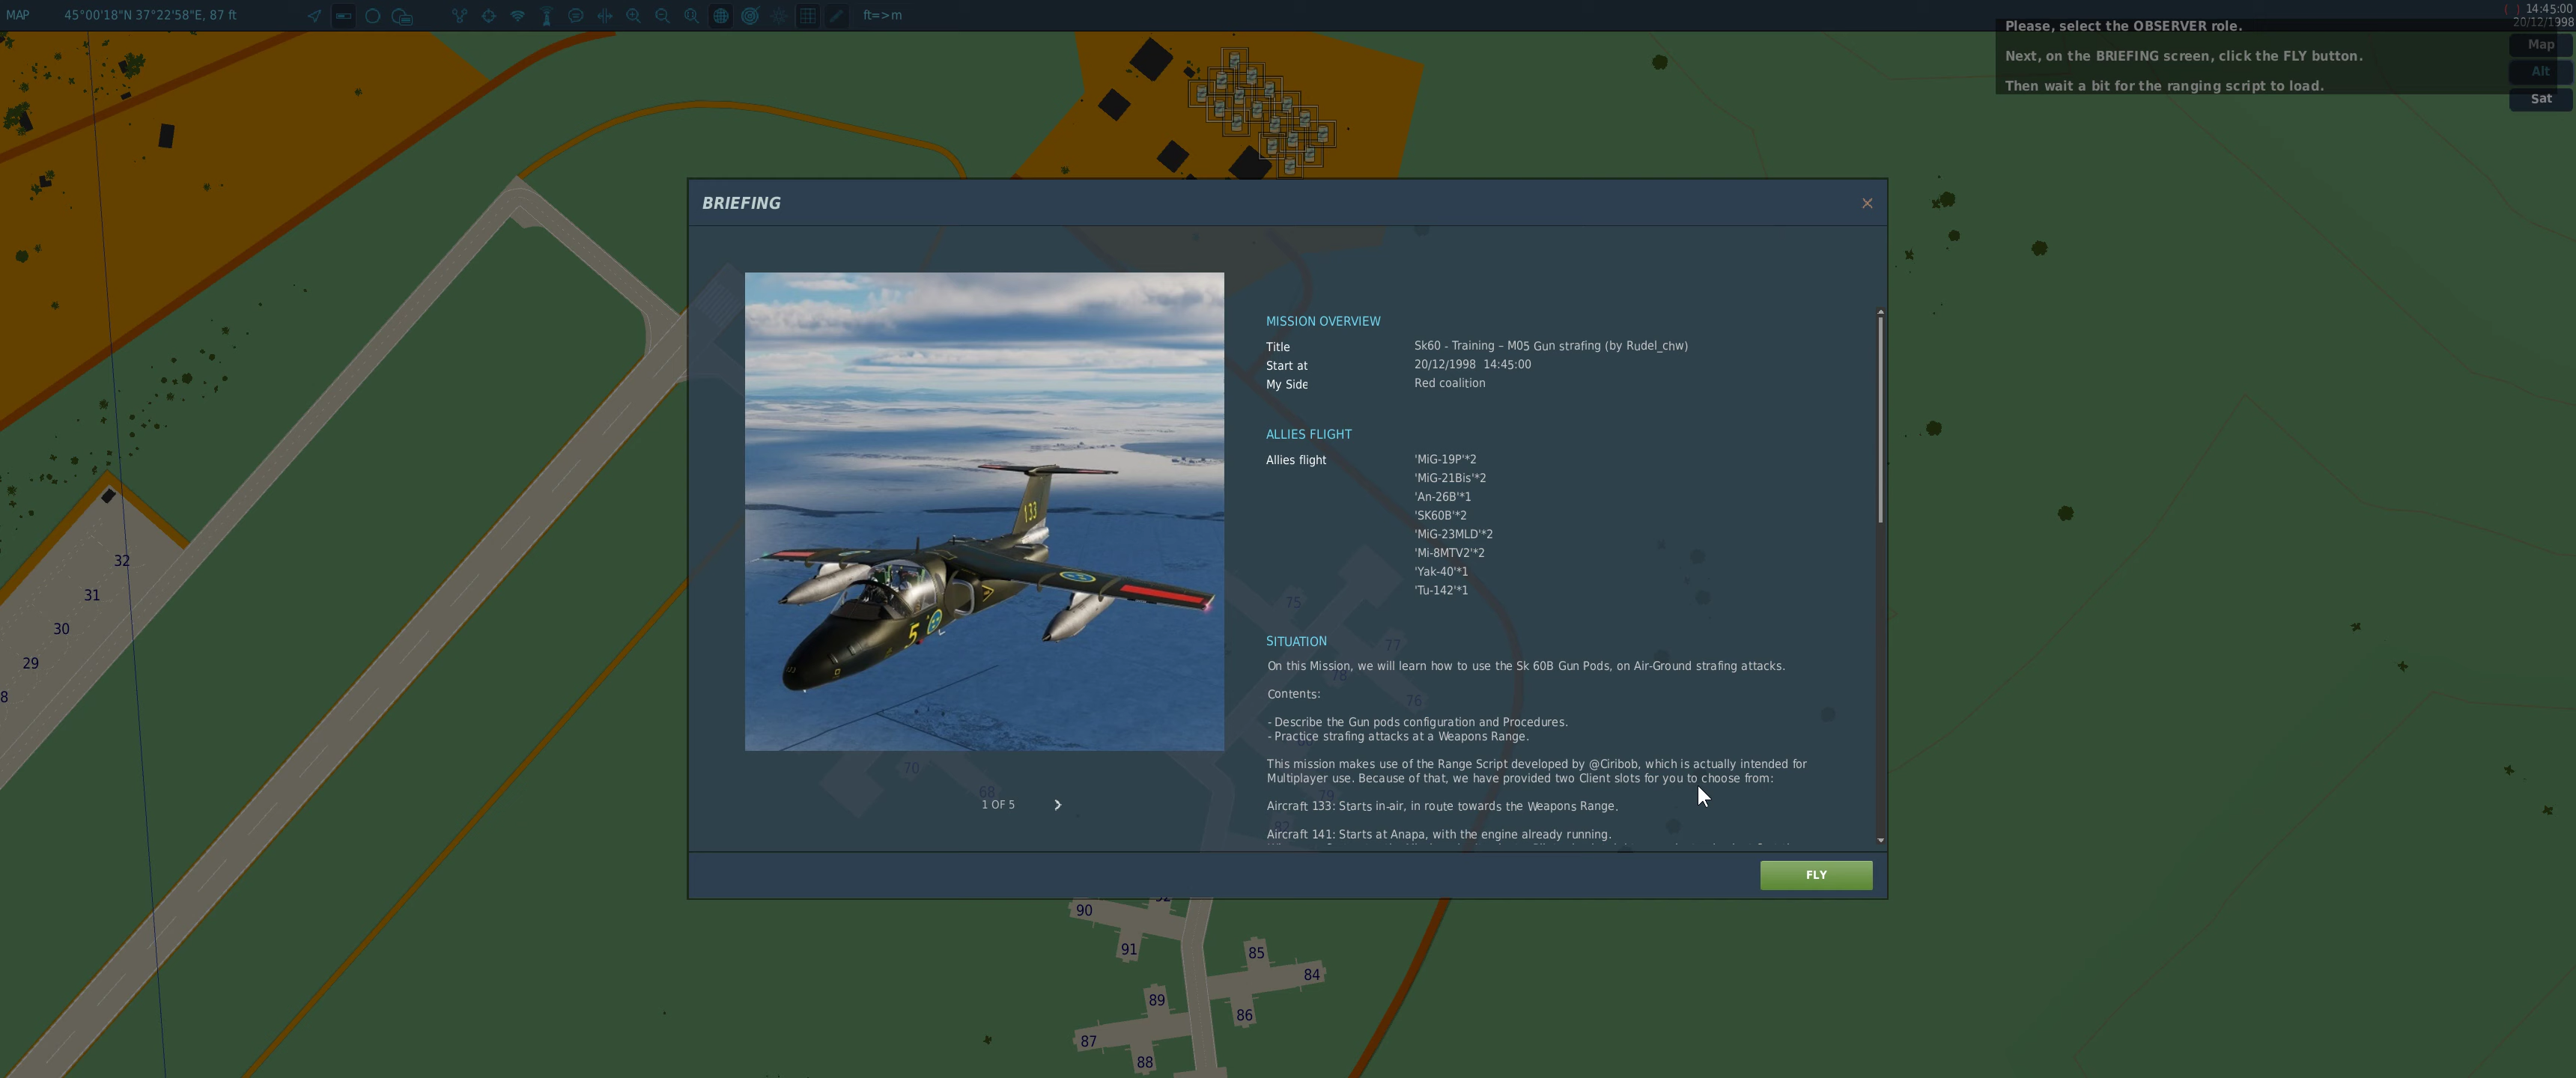 MAP 45°00'18"N 37°22'58"E, 87 ft ft=>m 14:45:00
20/12/1998
Please, select the OBSERVER role.
Next, on the BRIEFING screen, click the FLY button.
Then wait a bit for the ranging script to load.
Map
Alt
Sat
BRIEFING
MISSION OVERVIEW
Title Sk60 - Training – M05 Gun strafing (by Rudel_chw)
Start at 20/12/1998 14:45:00
My Side Red coalition
ALLIES FLIGHT
Allies flight 'MiG-19P'*2
'MiG-21Bis'*2
'An-26B'*1
'SK60B'*2
'MiG-23MLD'*2
'Mi-8MTV2'*2
'Yak-40'*1
'Tu-142'*1
SITUATION
On this Mission, we will learn how to use the Sk 60B Gun Pods, on Air-Ground strafing attacks.
Contents:
- Describe the Gun pods configuration and Procedures.
- Practice strafing attacks at a Weapons Range.
This mission makes use of the Range Script developed by @Ciribob, which is actually intended for
Multiplayer use. Because of that, we have provided two Client slots for you to choose from:
Aircraft 133: Starts in-air, in route towards the Weapons Range.
Aircraft 141: Starts at Anapa, with the engine already running.
133
5
1 OF 5
FLY
32
31
30
29
8
75
77
78
76
79
70
68
90
91
85
84
89
86
87
88